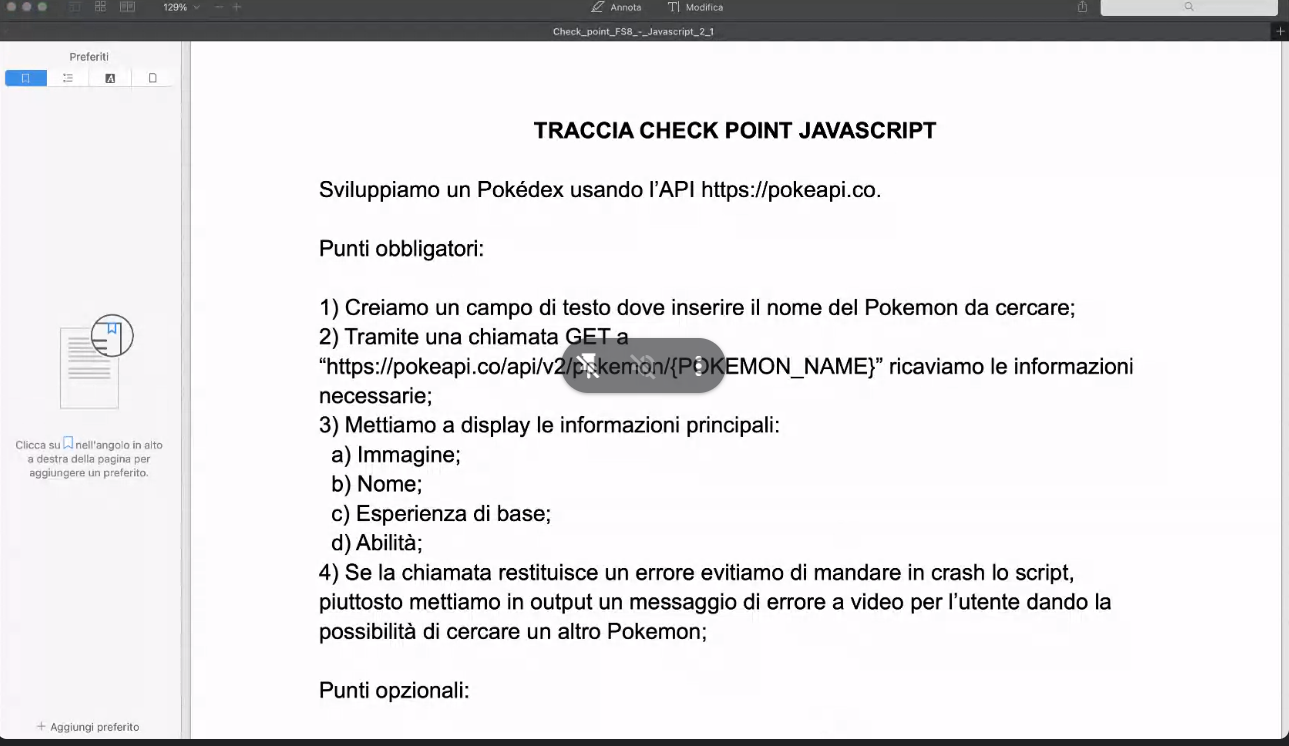 129%
Annota
Modifica
Check_point_FS8_-_Javascript_2_1
Preferiti
Clicca su nell'angolo in alto
a destra della pagina per
aggiungere un preferito.
+ Aggiungi preferito
TRACCIA CHECK POINT JAVASCRIPT
Sviluppiamo un Pokédex usando l'API https://pokeapi.co.
Punti obbligatori:
1) Creiamo un campo di testo dove inserire il nome del Pokemon da cercare;
2) Tramite una chiamata GET a
“https://pokeapi.co/api/v2/pokemon/{POKEMON_NAME}” ricaviamo le informazioni
necessarie;
3) Mettiamo a display le informazioni principali:
a) Immagine;
b) Nome;
c) Esperienza di base;
d) Abilità;
4) Se la chiamata restituisce un errore evitiamo di mandare in crash lo script,
piuttosto mettiamo in output un messaggio di errore a video per l'utente dando la
possibilità di cercare un altro Pokemon;
Punti opzionali: